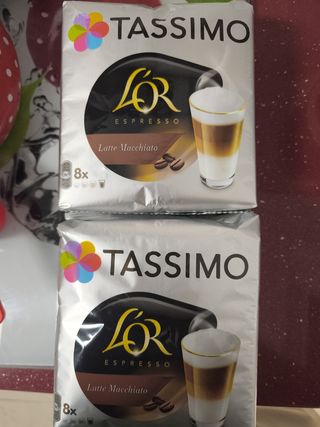 TASSIMO
L'OR
ESPRESSO
Latte Macchiato
8x
TASSIMO
L'OR
ESPRESSO
Latte Macchiato
8x